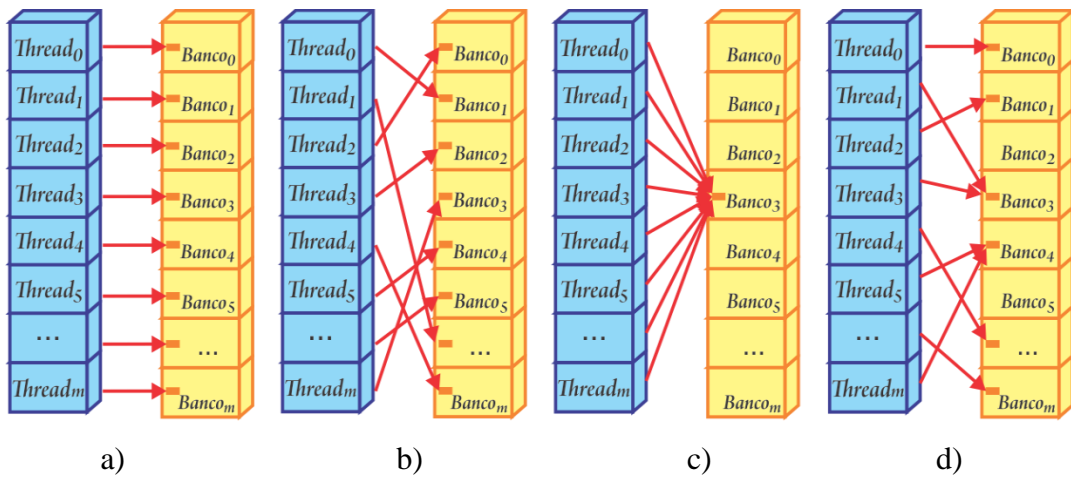 Thread0 Banco0 Thread0 Banco0 Thread0 Banco0 Thread0 Banco0
Thread1 Banco1 Thread1 Banco1 Thread1 Banco1 Thread1 Banco1
Thread2 Banco2 Thread2 Banco2 Thread2 Banco2 Thread2 Banco2
Thread3 Banco3 Thread3 Banco3 Thread3 Banco3 Thread3 Banco3
Thread4 Banco4 Thread4 Banco4 Thread4 Banco4 Thread4 Banco4
Thread5 Banco5 Thread5 Banco5 Thread5 Banco5 Thread5 Banco5
... ... ... ... ... ... ... ...
Threadm Bancom Threadm Bancom Threadm Bancom Threadm Bancom
a) b) c) d)